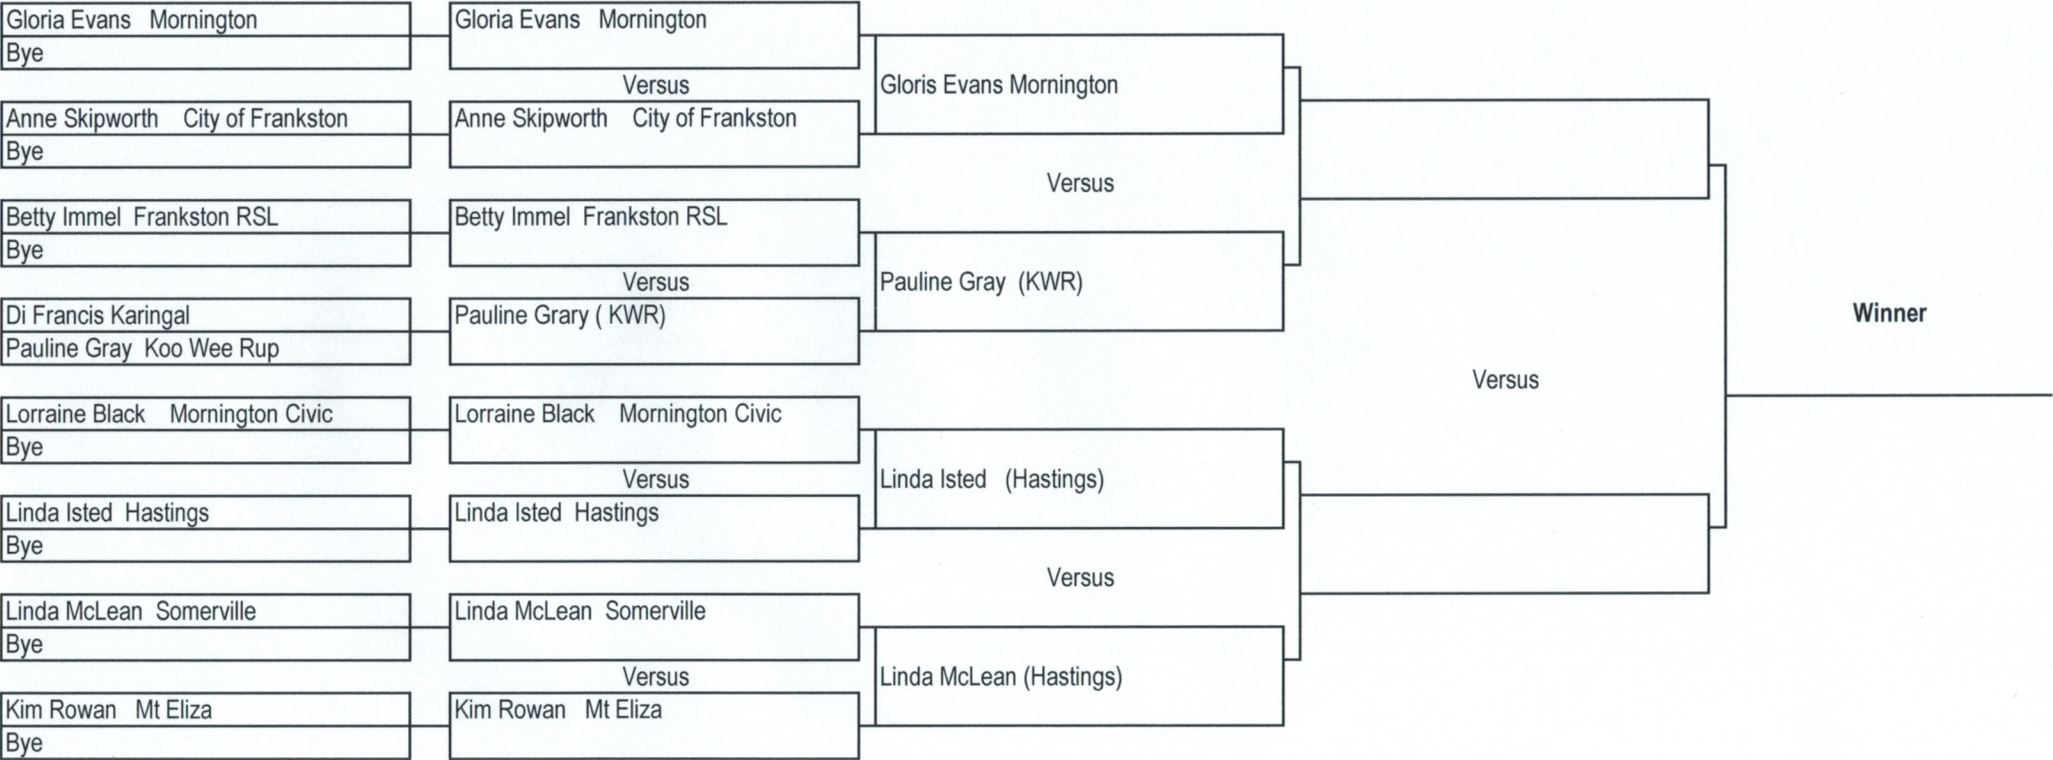 Gloria Evans Mornington
Bye
Anne Skipworth City of Frankston
Bye
Betty Immel Frankston RSL
Bye
Di Francis Karingal
Pauline Gray Koo Wee Rup
Lorraine Black Mornington Civic
Bye
Linda Isted Hastings
Bye
Linda McLean Somerville
Bye
Kim Rowan Mt Eliza
Bye
Gloria Evans Mornington
Versus
Anne Skipworth City of Frankston
Betty Immel Frankston RSL
Versus
Pauline Grary ( KWR)
Lorraine Black Mornington Civic
Versus
Linda Isted Hastings
Linda McLean Somerville
Versus
Kim Rowan Mt Eliza
Gloris Evans Mornington
Versus
Pauline Gray (KWR)
Linda Isted (Hastings)
Versus
Linda McLean (Hastings)
Versus
Winner